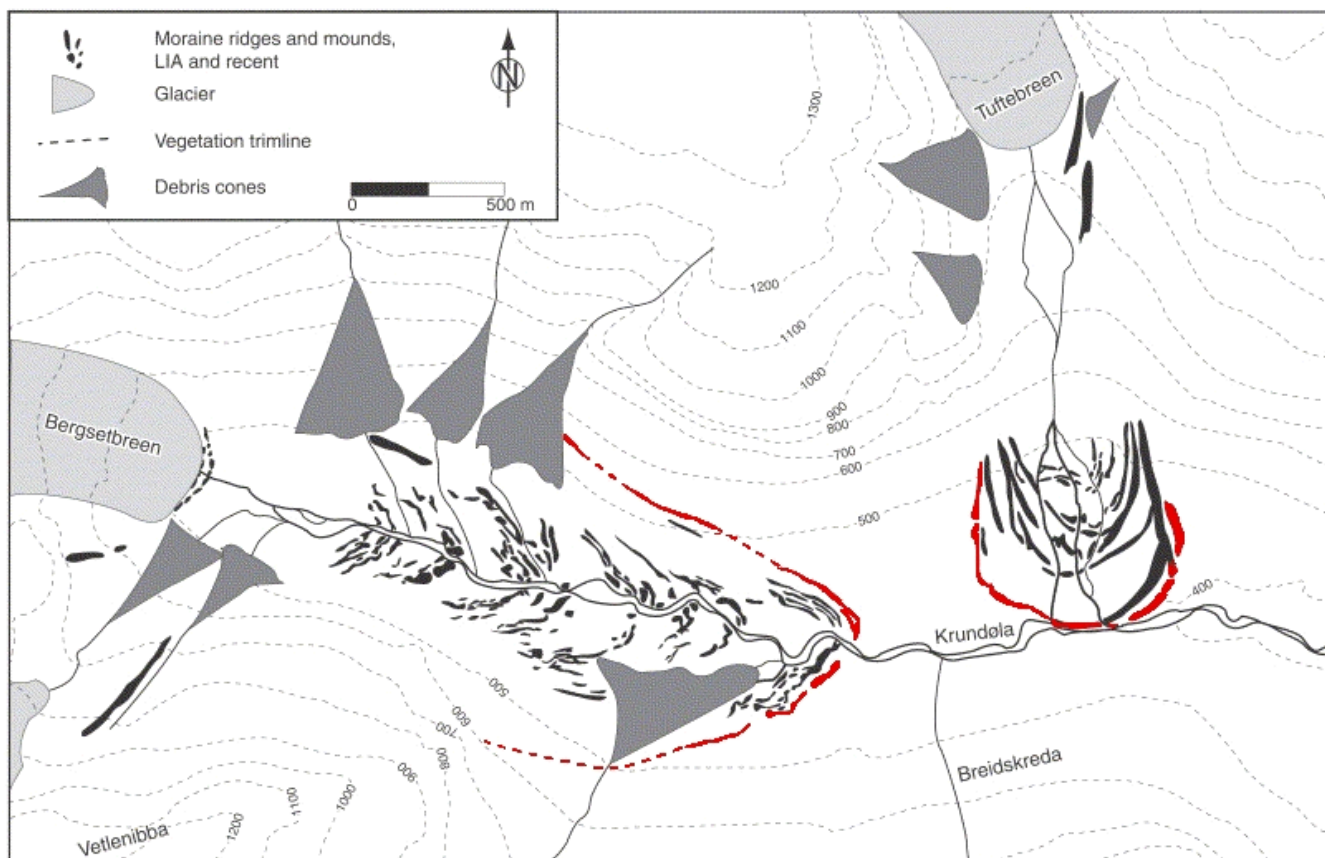 Moraine ridges and mounds,
LIA and recent
N
Glacier
Vegetation trimline
Debris cones
0
500 m
Tuftebreen
1300
1200
1100
1000
900
800
700
600
500
400
Bergsetbreen
Krundøla
Breidskreda
500
600
700
800
900
1000
1100
1200
Vetlenibba